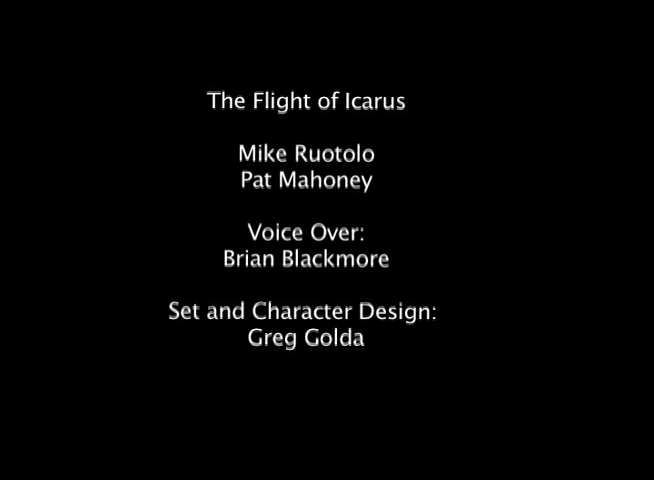 The Flight of Icarus
Mike Ruotolo
Pat Mahoney
Voice Over:
Brian Blackmore
Set and Character Design:
Greg Golda